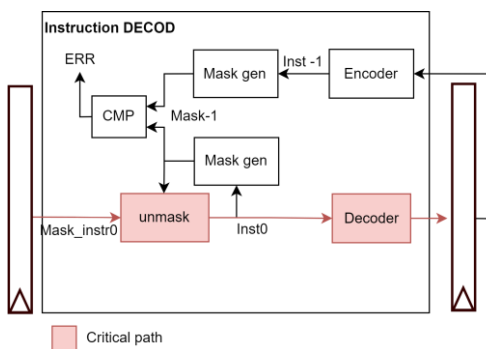 Instruction DECOD
ERR
Mask gen
Inst -1
Encoder
CMP
Mask-1
Mask gen
unmask
Decoder
Mask_instr0
Inst0
Critical path